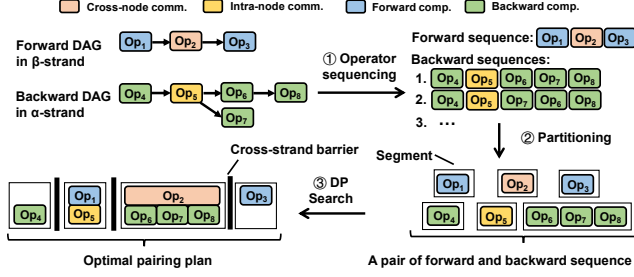 Cross-node comm. Intra-node comm. Forward comp. Backward comp.
Forward DAG
in β-strand
Op1 Op2 Op3
Backward DAG
in α-strand
Op4 Op5 Op6 Op8
Op7
① Operator
sequencing
Forward sequence: Op1 Op2 Op3
Backward sequences:
1. Op4 Op5 Op6 Op7 Op8
2. Op4 Op5 Op7 Op6 Op8
3. ...
② Partitioning
Segment
Op1 Op2 Op3
Op4 Op5 Op6 Op7 Op8
A pair of forward and backward sequence
③ DP
Search
Cross-strand barrier
Op1 Op2 Op3
Op4 Op5 Op6 Op7 Op8
Optimal pairing plan